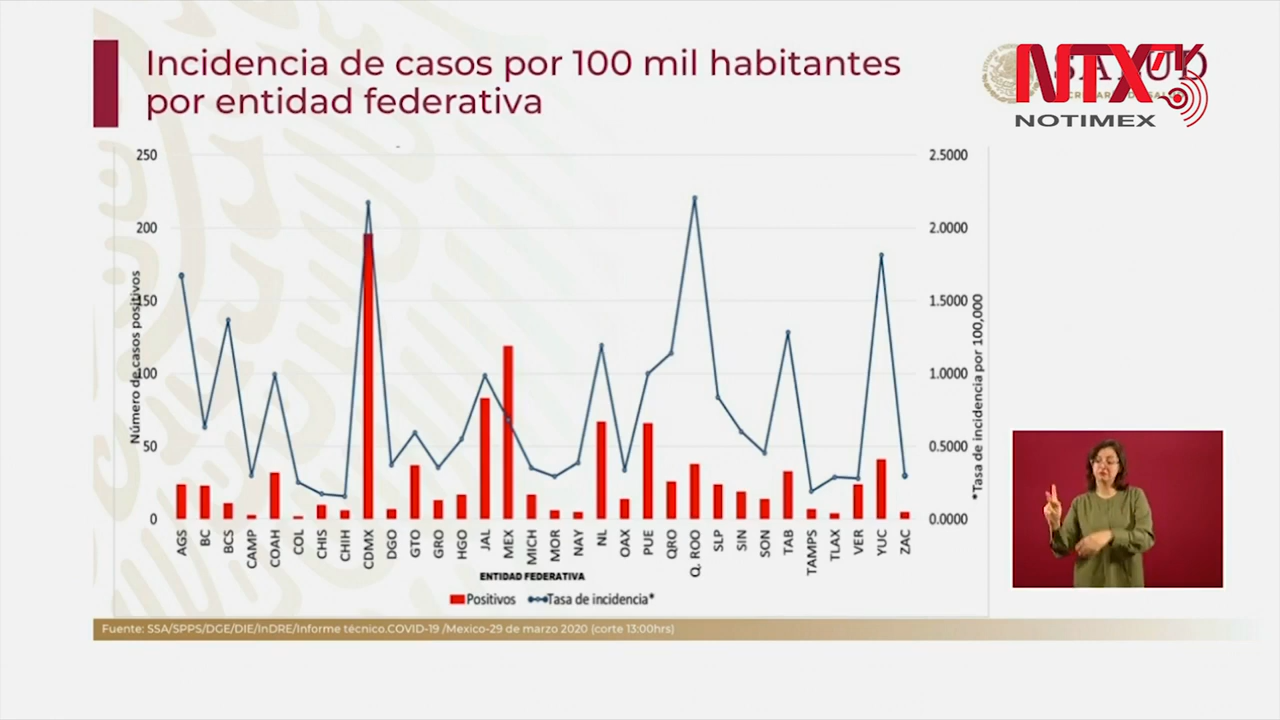 Incidencia de casos por 100 mil habitantes
por entidad federativa
NTX
NOTIMEX
SALUD
250
200
150
100
50
0
Número de casos positivos
2.5000
2.0000
1.5000
1.0000
0.5000
0.0000
*Tasa de incidencia por 100,000
AGS
BC
BCS
CAMP
COAH
COL
CHIS
CHIH
CDMX
DGO
GTO
GRO
HGO
JAL
MEX
MICH
MOR
NAY
NL
OAX
PUE
QRO
Q. ROO
SLP
SIN
SON
TAB
TAMPS
TLAX
VER
YUC
ZAC
ENTIDAD FEDERATIVA
Positivos Tasa de incidencia*
Fuente: SSA/SPPS/DGE/DIE/InDRE/Informe técnico.COVID-19 /Mexico-29 de marzo 2020 (corte 13:00hrs)